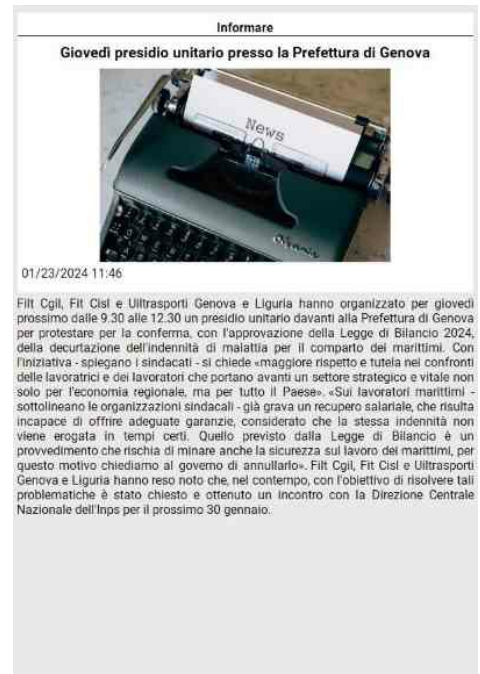 Informare
Giovedì presidio unitario presso la Prefettura di Genova
News
Olympia
01/23/2024 11:46
Filt Cgil, Fit Cisl e Uiltrasporti Genova e Liguria hanno organizzato per giovedì
prossimo dalle 9.30 alle 12.30 un presidio unitario davanti alla Prefettura di Genova
per protestare per la conferma, con l'approvazione della Legge di Bilancio 2024,
della decurtazione dell'indennità di malattia per il comparto dei marittimi. Con
l'iniziativa - spiegano i sindacati - si chiede «maggiore rispetto e tutela nei confronti
delle lavoratrici e dei lavoratori che portano avanti un settore strategico e vitale non
solo per l'economia regionale, ma per tutto il Paese». «Sui lavoratori marittimi -
sottolineano le organizzazioni sindacali - già grava un recupero salariale, che risulta
incapace di offrire adeguate garanzie, considerato che la stessa indennità non
viene erogata in tempi certi. Quello previsto dalla Legge di Bilancio è un
provvedimento che rischia di minare anche la sicurezza sul lavoro dei marittimi, per
questo motivo chiediamo al governo di annullarlo». Filt Cgil, Fit Cisl e Uiltrasporti
Genova e Liguria hanno reso noto che, nel contempo, con l'obiettivo di risolvere tali
problematiche è stato chiesto e ottenuto un incontro con la Direzione Centrale
Nazionale dell'Inps per il prossimo 30 gennaio.